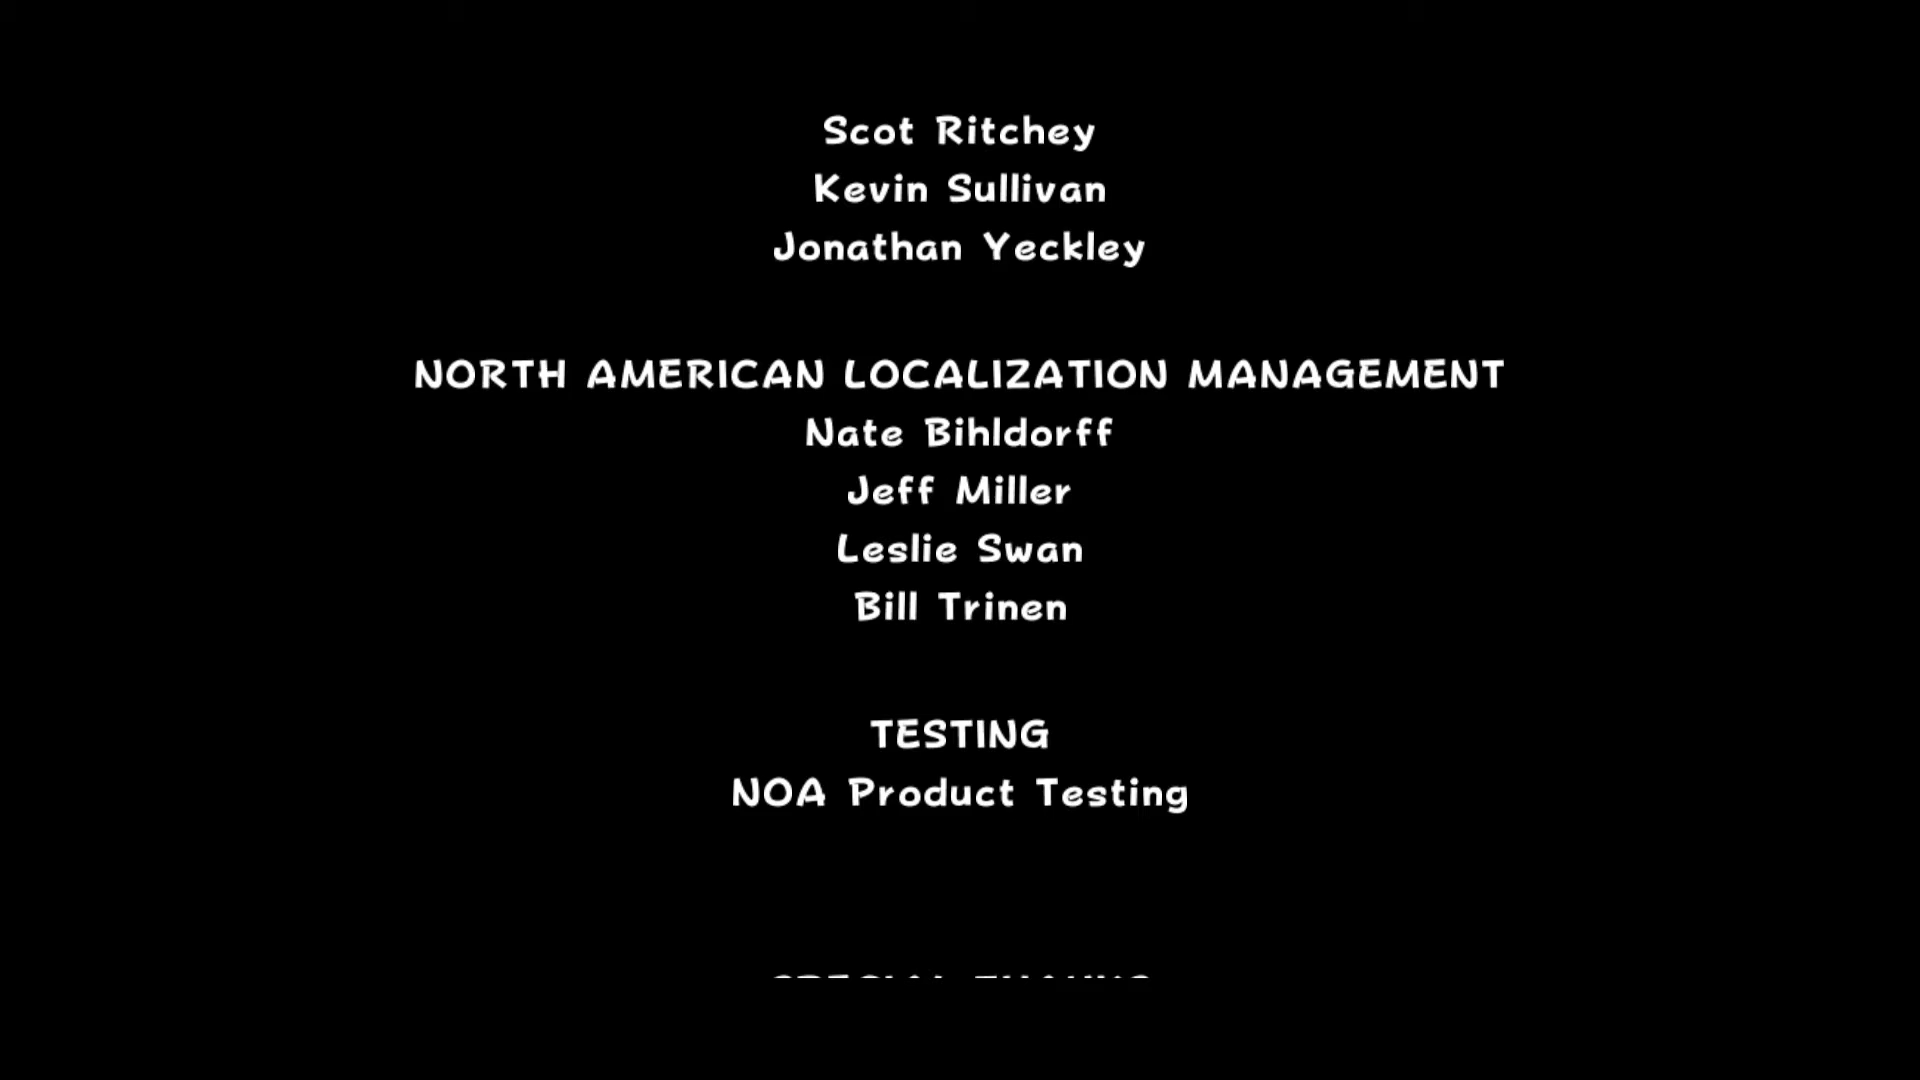 Scot Ritchey
Kevin Sullivan
Jonathan Yeckley
NORTH AMERICAN LOCALIZATION MANAGEMENT
Nate Bihldorff
Jeff Miller
Leslie Swan
Bill Trinen
TESTING
NOA Product Testing